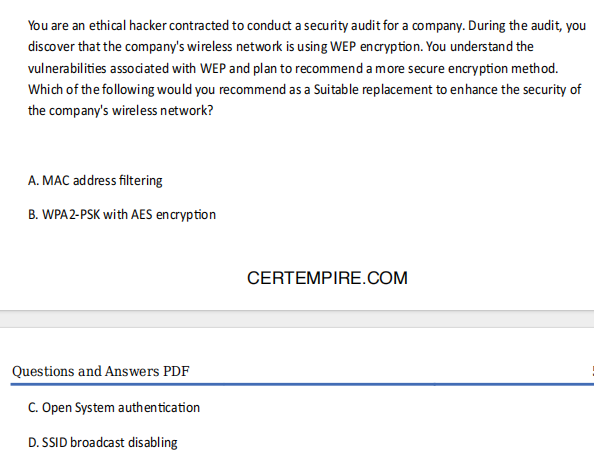 You are an ethical hacker contracted to conduct a security audit for a company. During the audit, you
discover that the company's wireless network is using WEP encryption. You understand the
vulnerabilities associated with WEP and plan to recommend a more secure encryption method.
Which of the following would you recommend as a Suitable replacement to enhance the security of
the company's wireless network?
A. MAC address filtering
B. WPA2-PSK with AES encryption
CERTEMPIRE.COM
Questions and Answers PDF
C. Open System authentication
D. SSID broadcast disabling